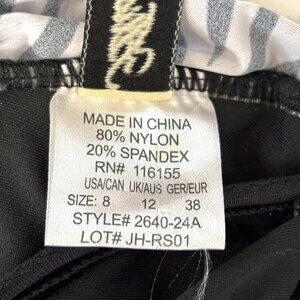 MADE IN CHINA
80% NYLON
20% SPANDEX
RN# 116155
USA/CAN UK/AUS GER/EUR
SIZE: 8 12 38
STYLE# 2640-24A
LOT# JH-RS01